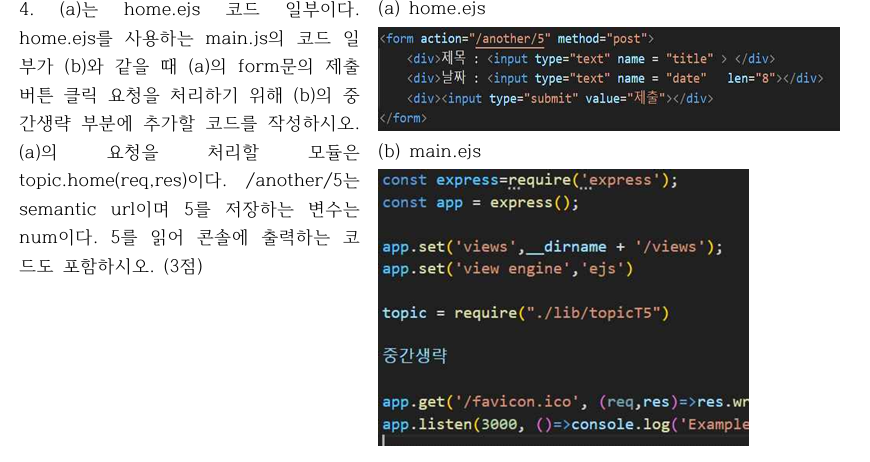 4. (a)는 home.ejs 코드 일부이다.
home.ejs를 사용하는 main.js의 코드 일
부가 (b)와 같을 때 (a)의 form문의 제출
버튼 클릭 요청을 처리하기 위해 (b)의 중
간생략 부분에 추가할 코드를 작성하시오.
(a)의 요청을 처리할 모듈은
topic.home(req,res)이다. /another/5는
semantic url이며 5를 저장하는 변수는
num이다. 5를 읽어 콘솔에 출력하는 코
드도 포함하시오. (3점)
(a) home.ejs
<form action="/another/5" method="post">
<div>제목 : <input type="text" name = "title" > </div>
<div>날짜 : <input type="text" name = "date" len="8"></div>
<div><input type="submit" value="제출"></div>
</form>
(b) main.ejs
const express=require('express');
const app = express();
app.set('views',__dirname + '/views');
app.set('view engine','ejs')
topic = require("./lib/topicT5")
중간생략
app.get('/favicon.ico', (req,res)=>res.wr
app.listen(3000, ()=>console.log('Example